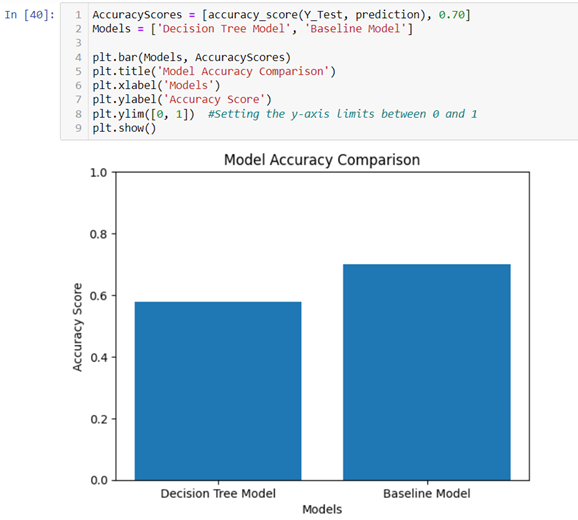 In [40]:
1 AccuracyScores = [accuracy_score(Y_Test, prediction), 0.70]
2 Models = ['Decision Tree Model', 'Baseline Model']
3
4 plt.bar(Models, AccuracyScores)
5 plt.title('Model Accuracy Comparison')
6 plt.xlabel('Models')
7 plt.ylabel('Accuracy Score')
8 plt.ylim([0, 1])  #Setting the y-axis limits between 0 and 1
9 plt.show()
Model Accuracy Comparison
1.0
0.8
0.6
0.4
0.2
0.0
Accuracy Score
Decision Tree Model Baseline Model
Models